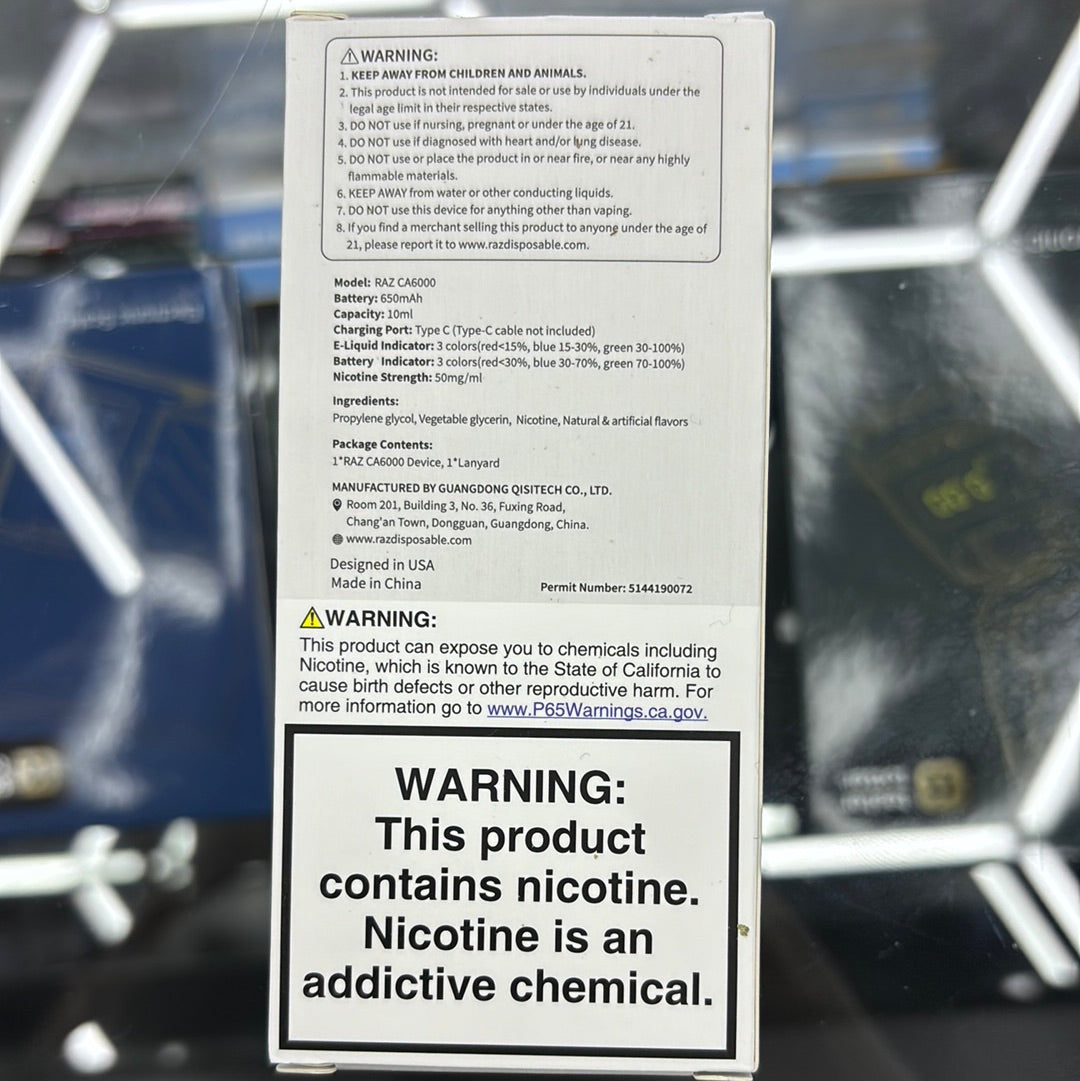 ⚠WARNING:
1. KEEP AWAY FROM CHILDREN AND ANIMALS.
2. This product is not intended for sale or use by individuals under the
legal age limit in their respective states.
3. DO NOT use if nursing, pregnant or under the age of 21.
4. DO NOT use if diagnosed with heart and/or lung disease.
5. DO NOT use or place the product in or near fire, or near any highly
flammable materials.
6. KEEP AWAY from water or other conducting liquids.
7. DO NOT use this device for anything other than vaping.
8. If you find a merchant selling this product to anyone under the age of
21, please report it to www.razdisposable.com.
Model: RAZ CA6000
Battery: 650mAh
Capacity: 10ml
Charging Port: Type C (Type-C cable not included)
E-Liquid Indicator: 3 colors(red<15%, blue 15-30%, green 30-100%)
Battery Indicator: 3 colors(red<30%, blue 30-70%, green 70-100%)
Nicotine Strength: 50mg/ml
Ingredients:
Propylene glycol, Vegetable glycerin, Nicotine, Natural & artificial flavors
Package Contents:
1*RAZ CA6000 Device, 1*Lanyard
MANUFACTURED BY GUANGDONG QISITECH CO., LTD.
Room 201, Building 3, No. 36, Fuxing Road,
Chang'an Town, Dongguan, Guangdong, China.
www.razdisposable.com
Designed in USA
Made in China
Permit Number: 5144190072
⚠WARNING:
This product can expose you to chemicals including
Nicotine, which is known to the State of California to
cause birth defects or other reproductive harm. For
more information go to www.P65Warnings.ca.gov.
WARNING:
This product
contains nicotine.
Nicotine is an
addictive chemical.